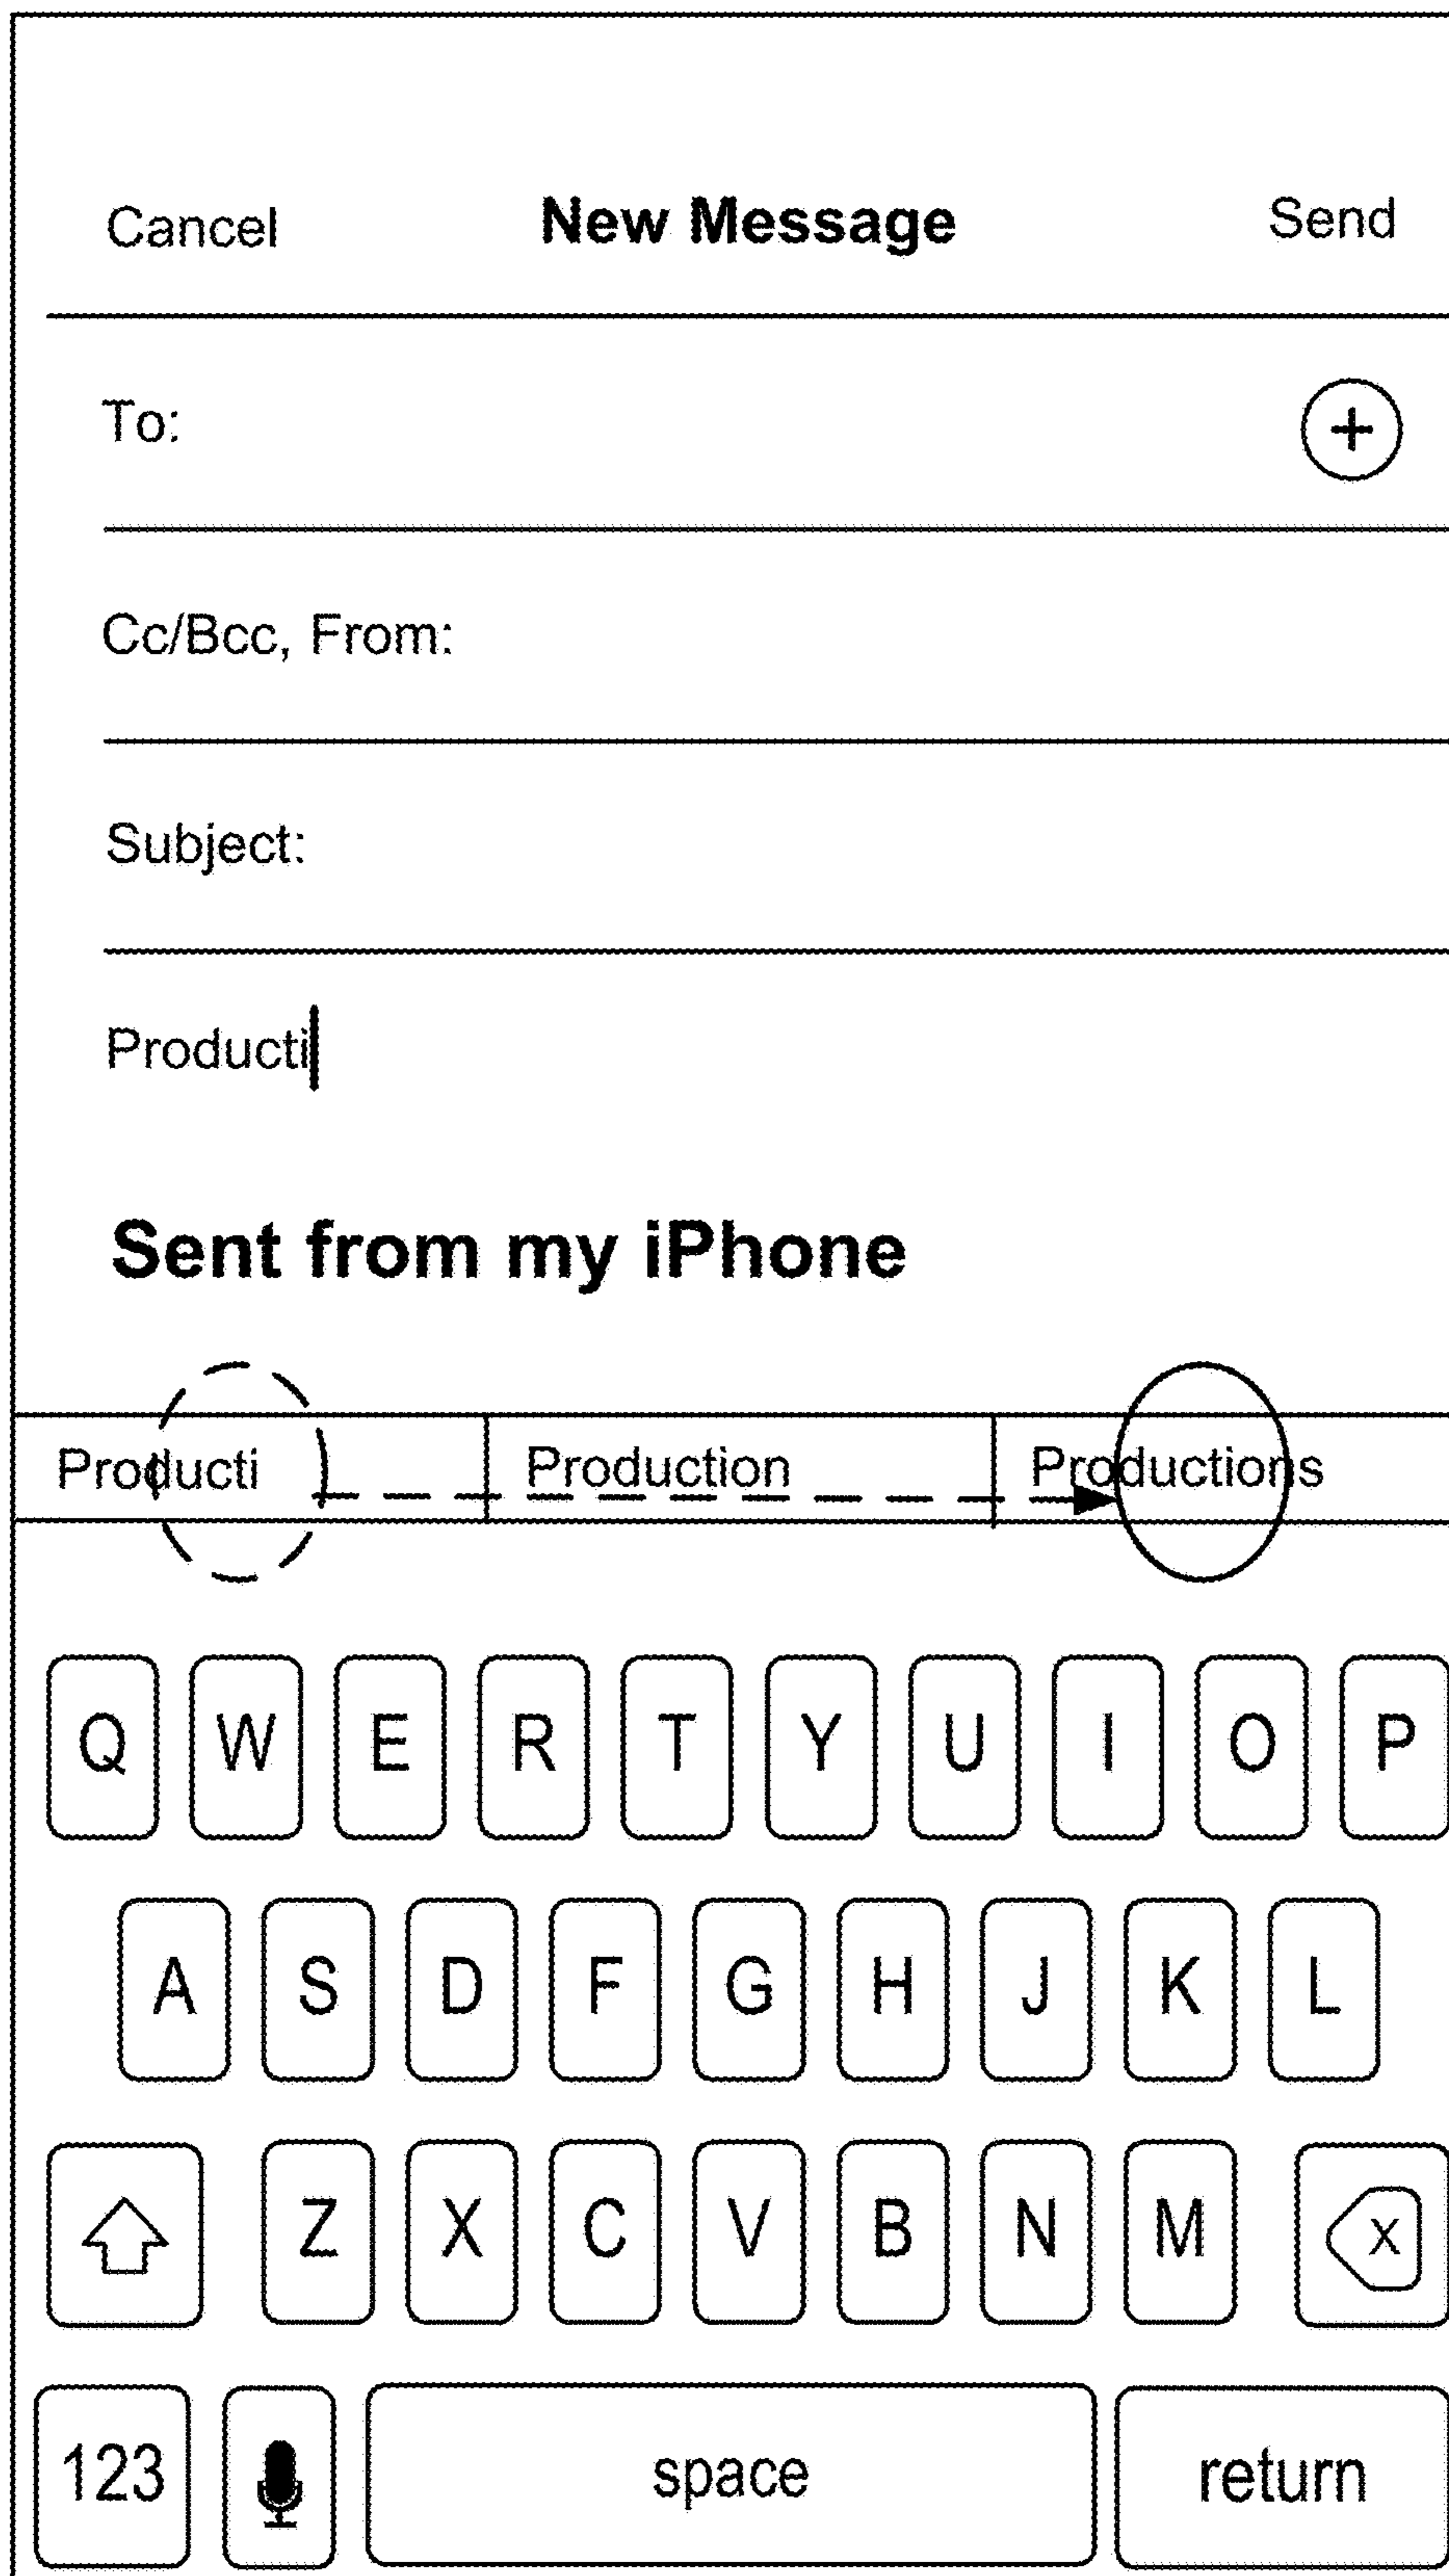 Cancel New Message Send
To: +
Cc/Bcc, From:
Subject:
Producti
Sent from my iPhone
Producti Production Productions
Q W E R T Y U I O P
A S D F G H J K L
Z X C V B N M X
123 space return